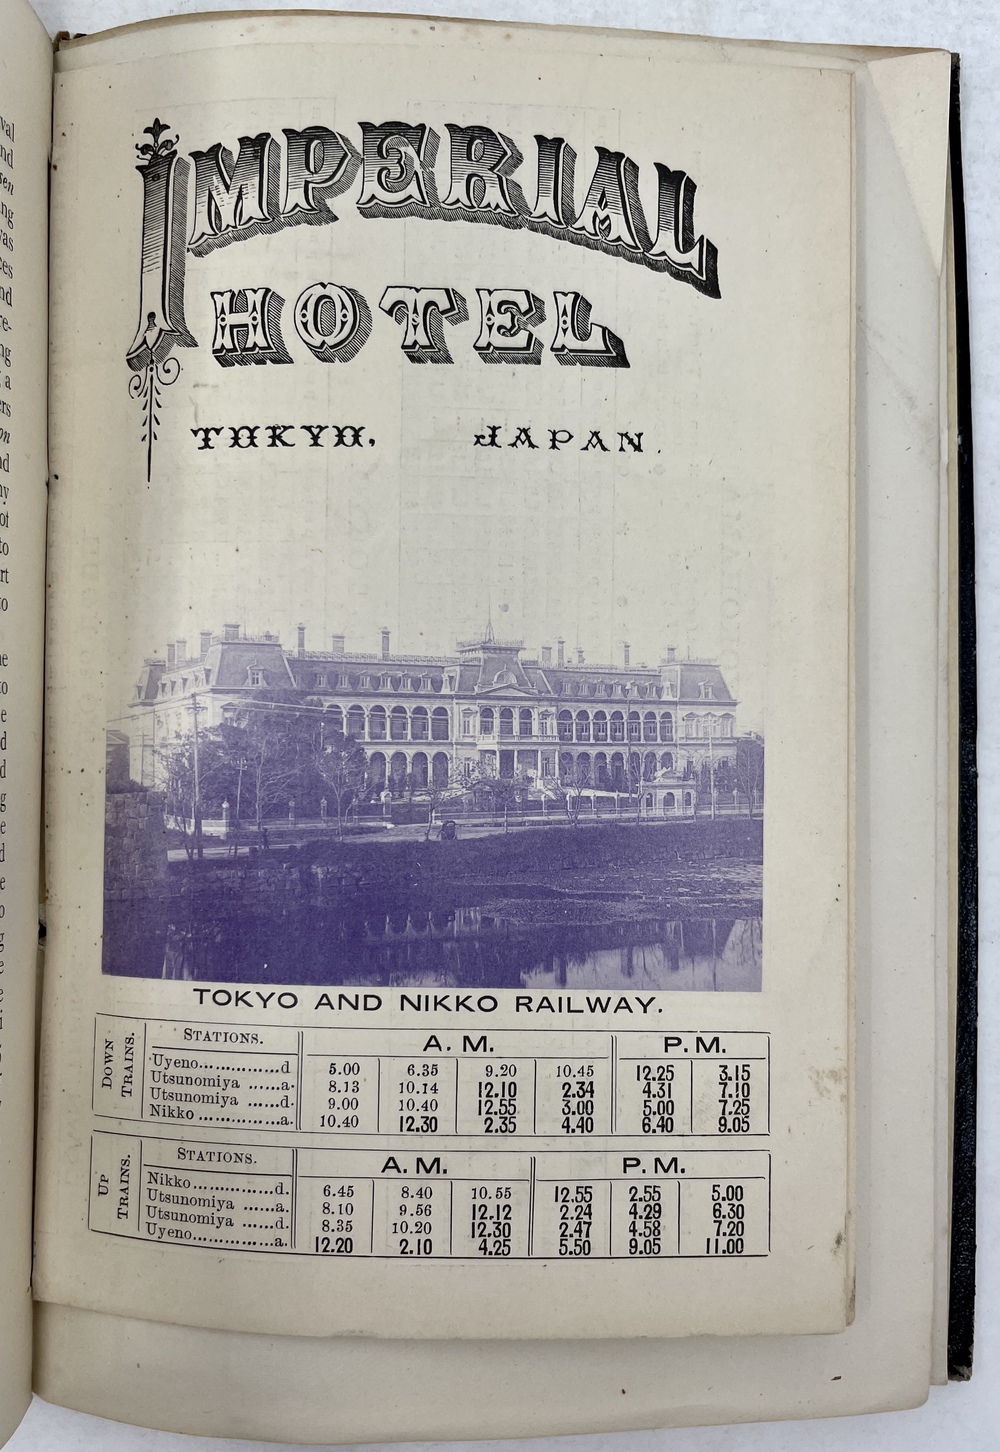 IMPERIAL
HOTEL
TOKYO, JAPAN.
TOKYO AND NIKKO RAILWAY.
DOWN TRAINS. STATIONS. A. M. P. M.
Uyeno..............d 5.00 6.35 9.20 10.45 12.25 3.15
Utsunomiya ......a. 8.13 10.14 12.10 2.34 4.31 7.10
Utsunomiya ......d. 9.00 10.40 12.55 3.00 5.00 7.25
Nikko ..............a. 10.40 12.30 2.35 4.40 6.40 9.05
UP TRAINS. STATIONS. A. M. P. M.
Nikko..............d. 6.45 8.40 10.55 12.55 2.55 5.00
Utsunomiya ......a. 8.10 9.56 12.12 2.24 4.29 6.30
Utsunomiya ......d. 8.35 10.20 12.30 2.47 4.58 7.20
Uyeno..............a. 12.20 2.10 4.25 5.50 9.05 11.00